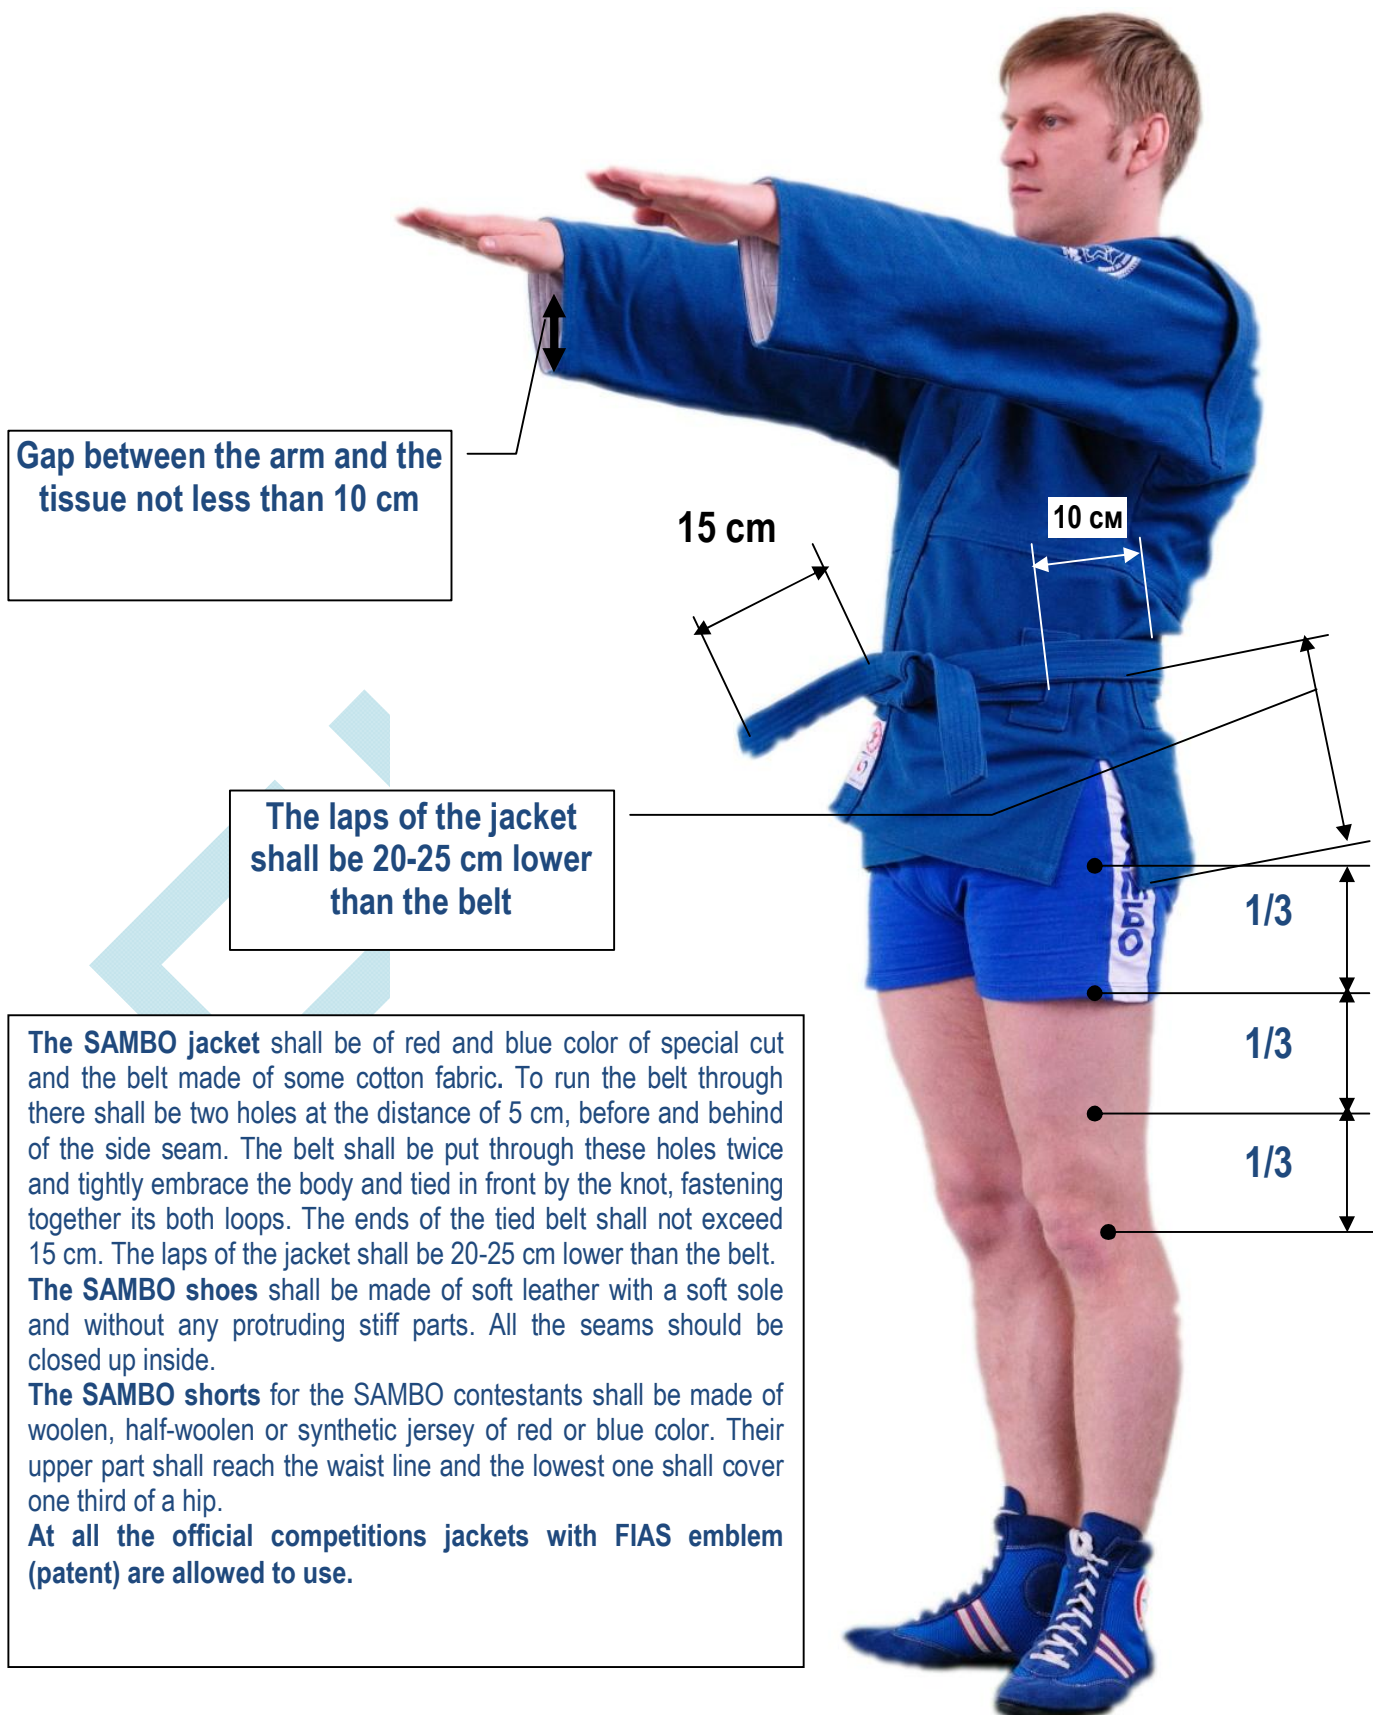 Gap between the arm and the
tissue not less than 10 cm
15 cm
10 см
The laps of the jacket
shall be 20-25 cm lower
than the belt
1/3
1/3
1/3
The SAMBO jacket shall be of red and blue color of special cut
and the belt made of some cotton fabric. To run the belt through
there shall be two holes at the distance of 5 cm, before and behind
of the side seam. The belt shall be put through these holes twice
and tightly embrace the body and tied in front by the knot, fastening
together its both loops. The ends of the tied belt shall not exceed
15 cm. The laps of the jacket shall be 20-25 cm lower than the belt.
The SAMBO shoes shall be made of soft leather with a soft sole
and without any protruding stiff parts. All the seams should be
closed up inside.
The SAMBO shorts for the SAMBO contestants shall be made of
woolen, half-woolen or synthetic jersey of red or blue color. Their
upper part shall reach the waist line and the lowest one shall cover
one third of a hip.
At all the official competitions jackets with FIAS emblem
(patent) are allowed to use.